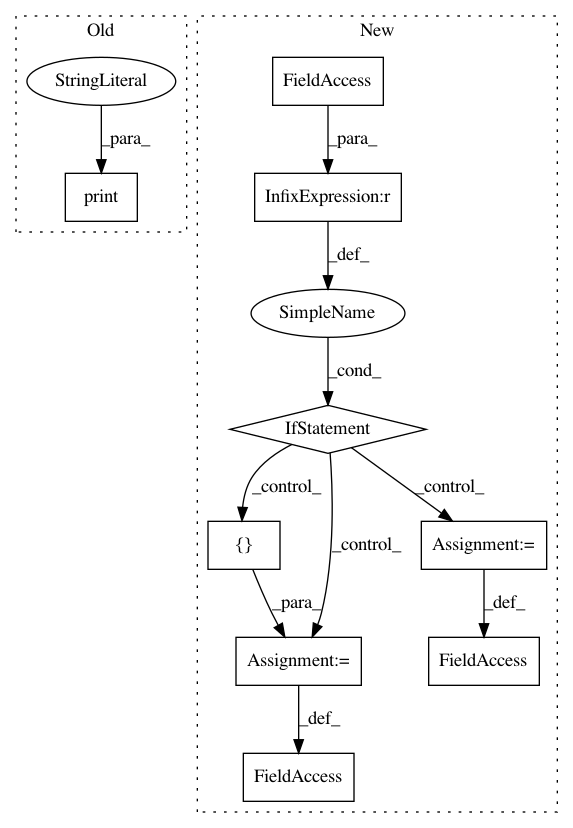 Old
New
StringLiteral
FieldAccess
_para_
_para_
print
InfixExpression:r
_def_
SimpleName
_cond_
IfStatement
_control_
_control_
_control_
{}
Assignment:=
_para_
_def_
Assignment:=
FieldAccess
_def_
FieldAccess